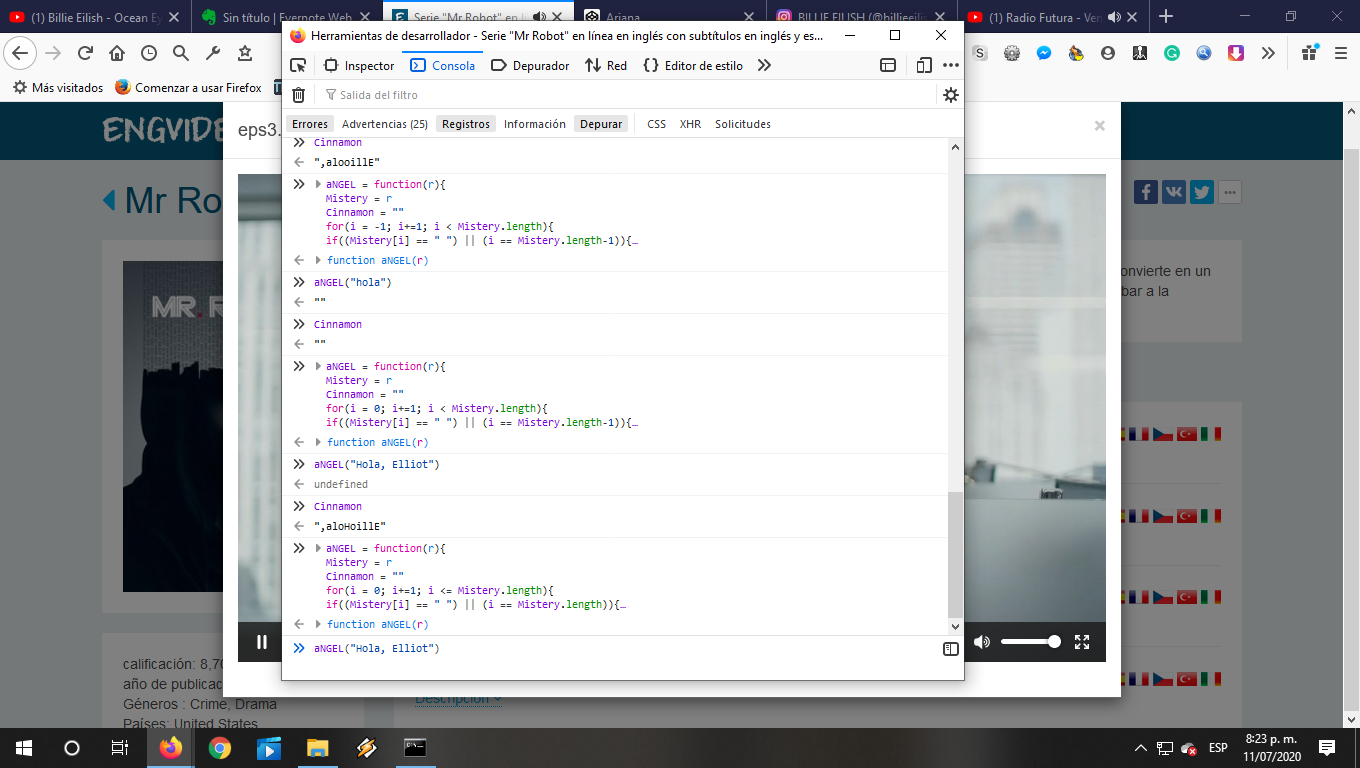 (1) Billie Eilish - Ocean Ey
Sin título | Evernote Web
Serie "Mr Robot" en lí
Ariana
BILLIE EILISH (@billieeilis
(1) Radio Futura - Ven
Herramientas de desarrollador - Serie "Mr Robot" en línea en inglés con subtítulos en inglés y es...
Más visitados
Comenzar a usar Firefox
Inspector
Consola
Depurador
Red
Editor de estilo
Salida del filtro
Errores
Advertencias (25)
Registros
Información
Depurar
CSS
XHR
Solicitudes
ENGVIDE
eps3.
Mr Ro
MR. R
Cinnamon
",alooillE"
aNGEL = function(r){
Mistery = r
Cinnamon = ""
for(i = -1; i+=1; i < Mistery.length){
if((Mistery[i] == " ") || (i == Mistery.length-1)){…
function aNGEL(r)
aNGEL("hola")
""
Cinnamon
""
aNGEL = function(r){
Mistery = r
Cinnamon = ""
for(i = 0; i+=1; i < Mistery.length){
if((Mistery[i] == " ") || (i == Mistery.length-1)){…
function aNGEL(r)
aNGEL("Hola, Elliot")
undefined
Cinnamon
",aloHoillE"
aNGEL = function(r){
Mistery = r
Cinnamon = ""
for(i = 0; i+=1; i <= Mistery.length){
if((Mistery[i] == " ") || (i == Mistery.length)){…
function aNGEL(r)
aNGEL("Hola, Elliot")
onvierte en un
bar a la
calificación: 8,70
año de publicac
Géneros : Crime, Drama
Países: United States
Descripción
ESP
8:23 p. m.
11/07/2020